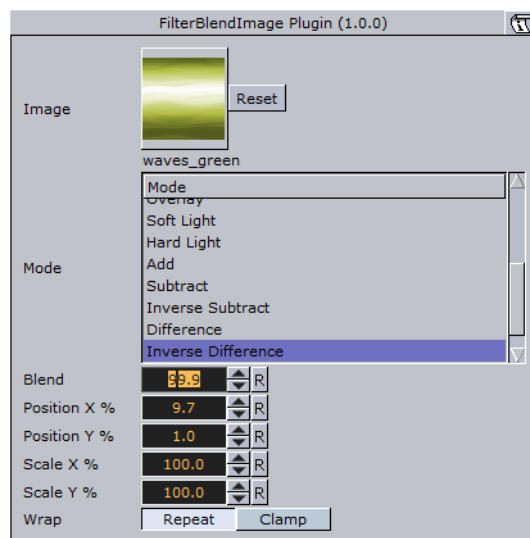 FilterBlendImage Plugin (1.0.0)
Image
Reset
waves_green
Mode
Mode
Overlay
Soft Light
Hard Light
Add
Subtract
Inverse Subtract
Difference
Inverse Difference
Blend 99.9 R
Position X % 9.7 R
Position Y % 1.0 R
Scale X % 100.0 R
Scale Y % 100.0 R
Wrap Repeat Clamp